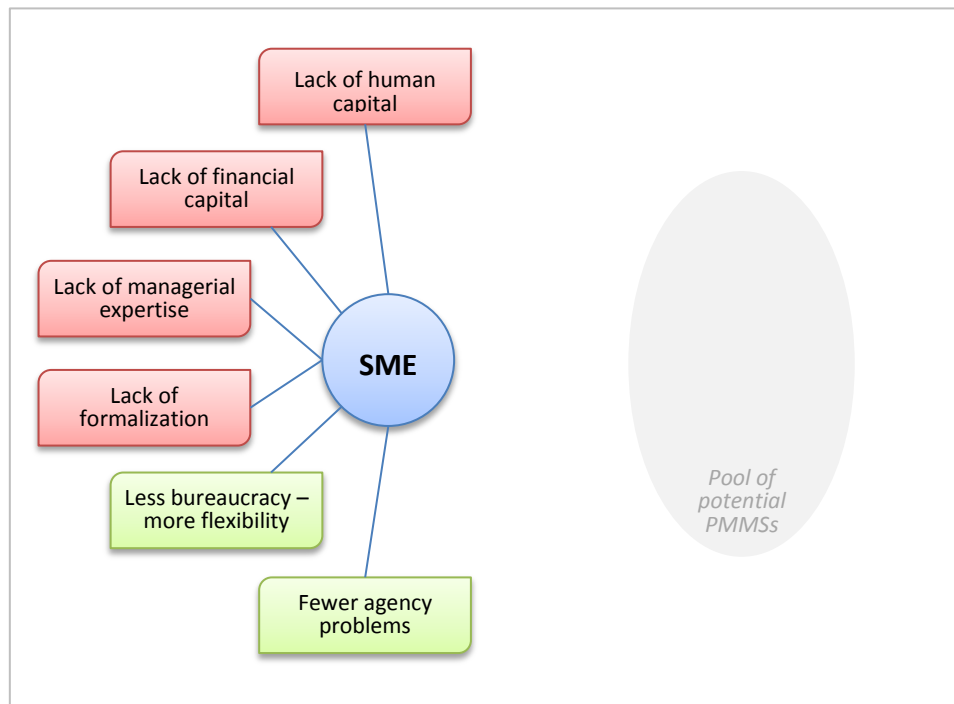 Lack of human
capital
Lack of financial
capital
Lack of managerial
expertise
Lack of
formalization
SME
Less bureaucracy –
more flexibility
Fewer agency
problems
Pool of
potential
PMMSs